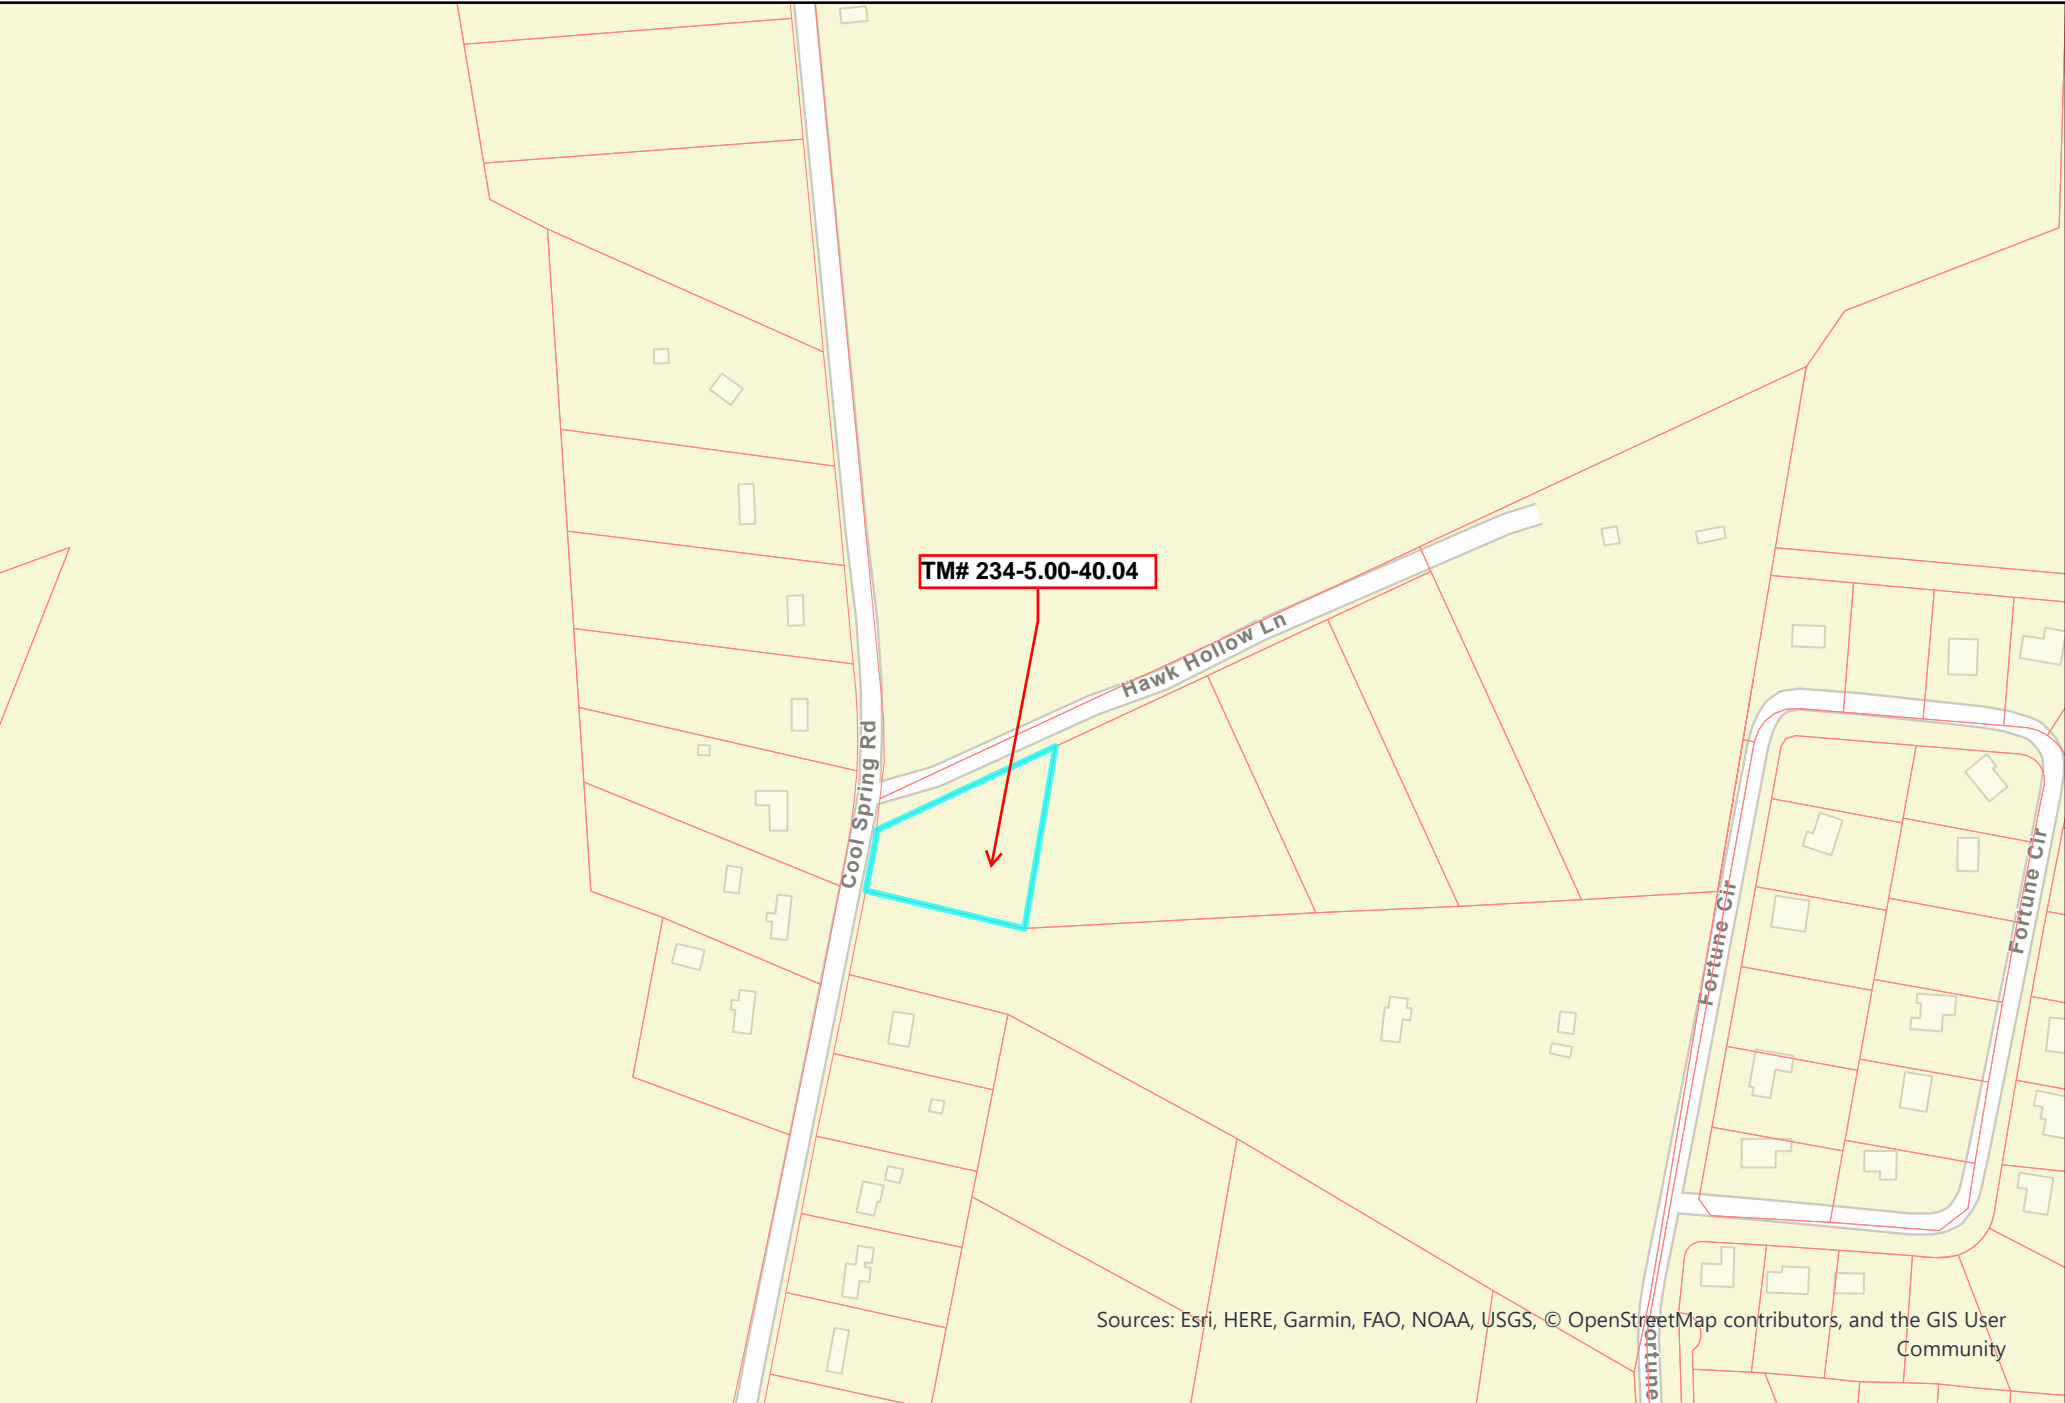 TM# 234-5.00-40.04
Hawk Hollow Ln
Cool Spring Rd
Fortune Cir
Fortune Cir
Sources: Esri, HERE, Garmin, FAO, NOAA, USGS, © OpenStreetMap contributors, and the GIS User
Community
Fortune